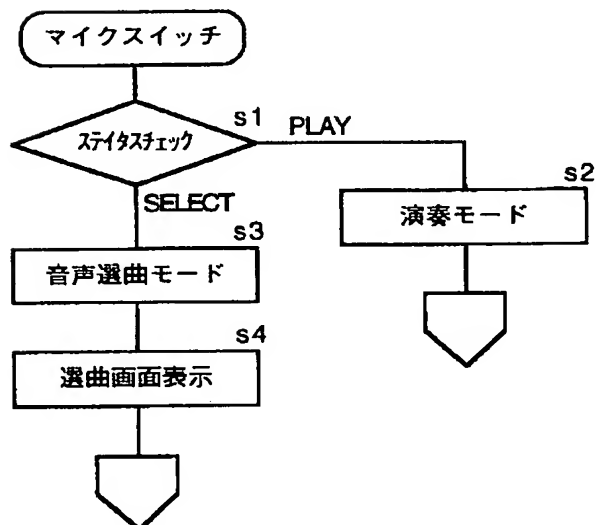 マイクスイッチ
s1
ステイタスチェック
PLAY
SELECT
s2
演奏モード
s3
音声選曲モード
s4
選曲画面表示